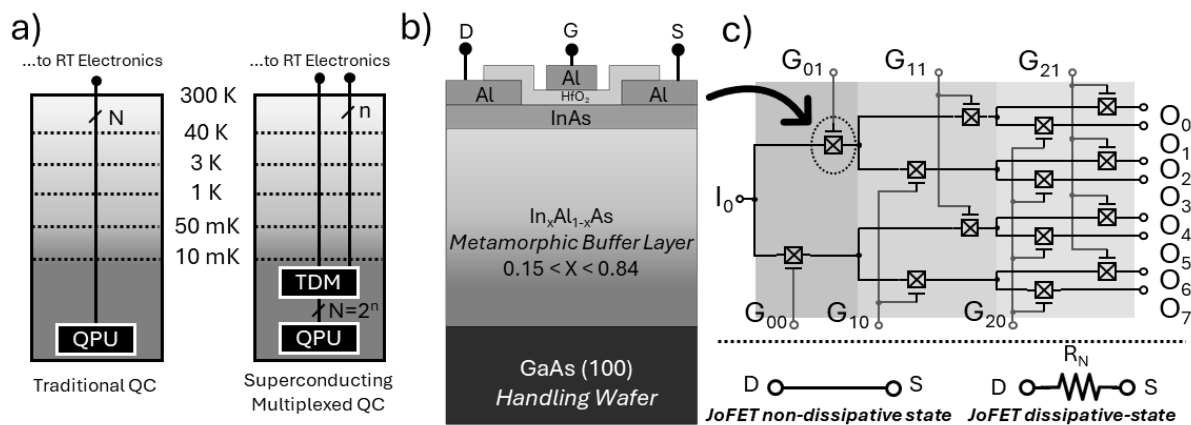 a)
...to RT Electronics
N
300 K
40 K
3 K
1 K
50 mK
10 mK
QPU
Traditional QC
...to RT Electronics
n
TDM
N=2ⁿ
QPU
Superconducting
Multiplexed QC
b)
D
G
S
Al
Al
HfO₂
Al
InAs
InₓAl₁₋ₓAs
Metamorphic Buffer Layer
0.15 < X < 0.84
GaAs (100)
Handling Wafer
c)
G₀₁
G₁₁
G₂₁
I₀
O₀
O₁
O₂
O₃
O₄
O₅
O₆
O₇
G₀₀
G₁₀
G₂₀
D
S
JoFET non-dissipative state
R_N
D
S
JoFET dissipative-state